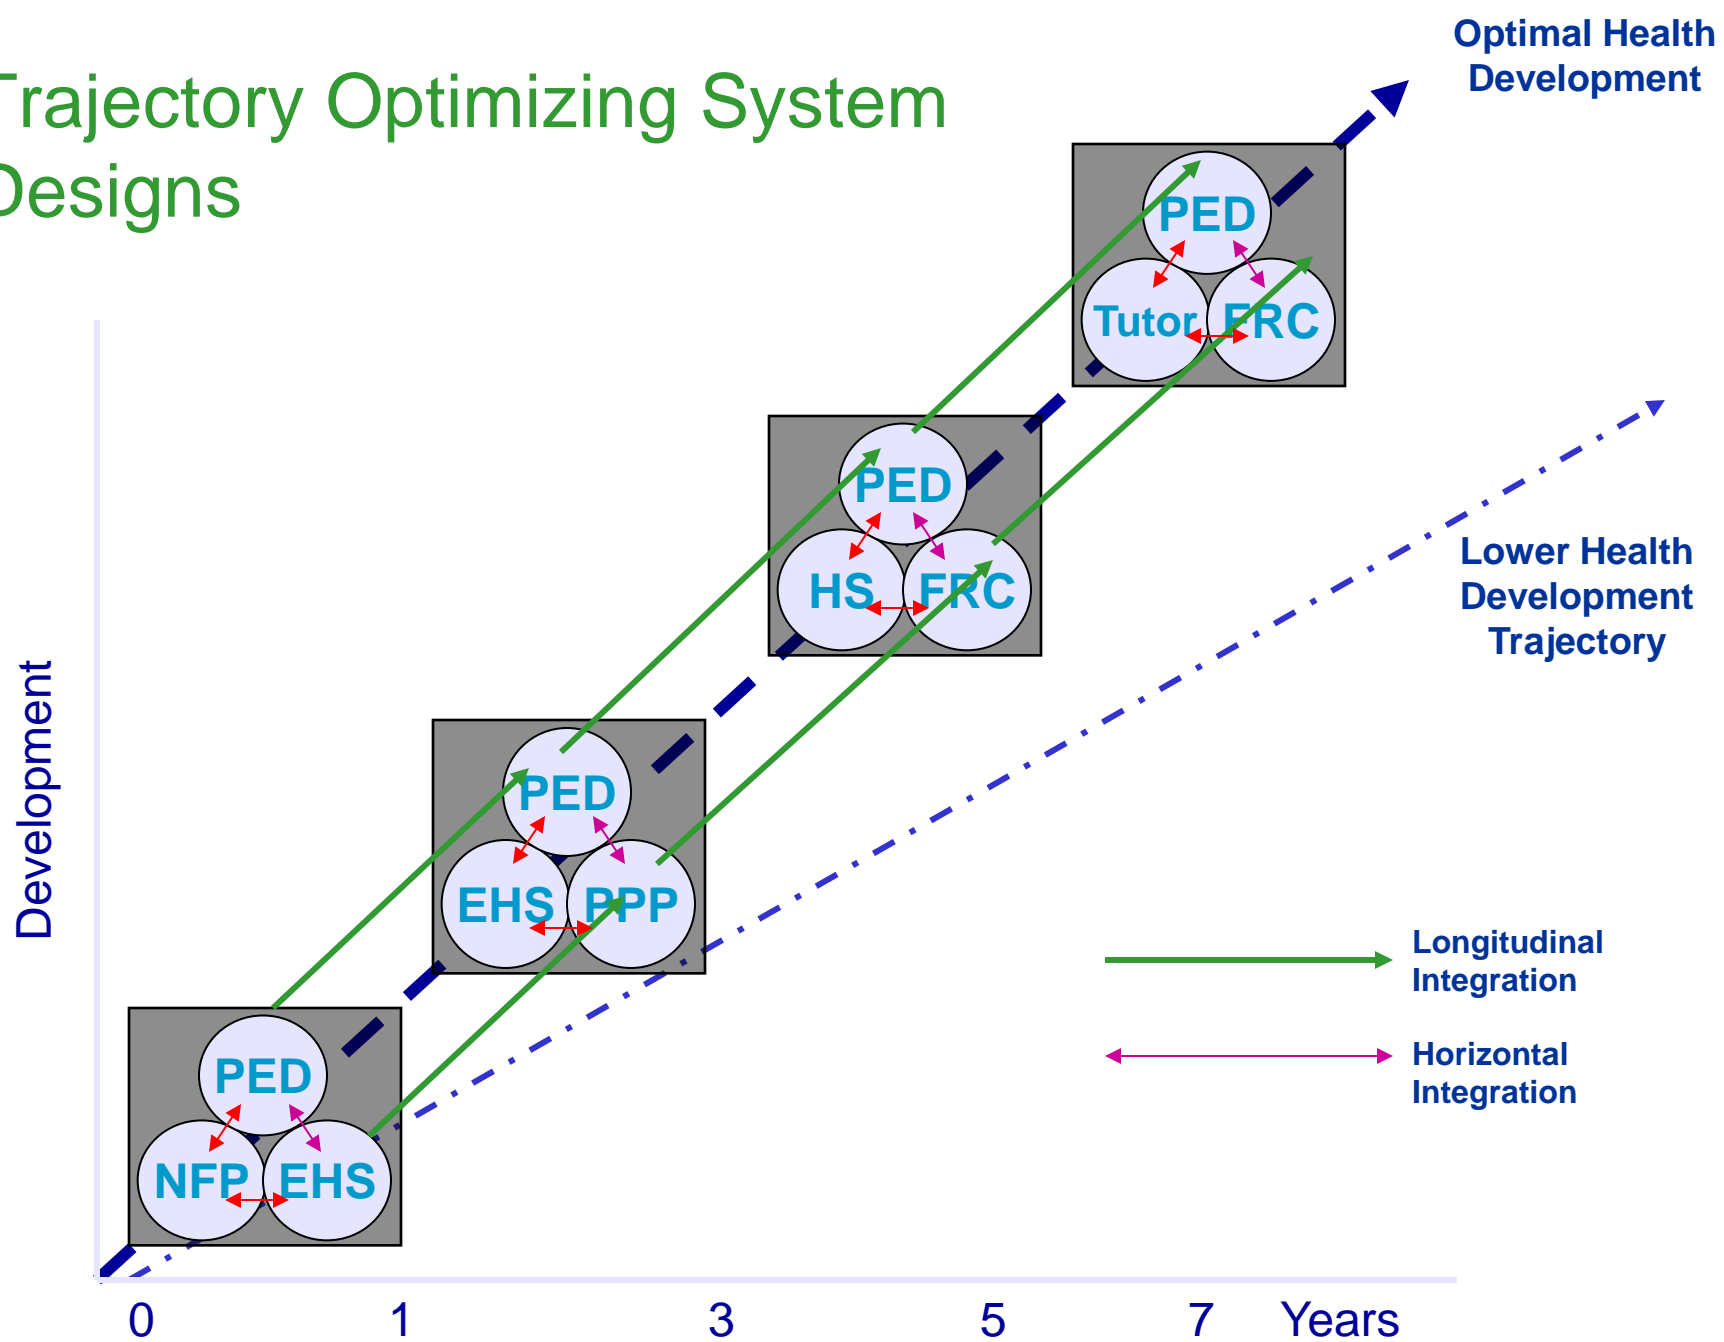 Trajectory Optimizing System
Designs
Optimal Health
Development
PED
Tutor
FRC
PED
HS
FRC
Lower Health
Development
Trajectory
Development
PED
EHS
PPP
Longitudinal
Integration
PED
Horizontal
Integration
NFP
EHS
0 1 3 5 7 Years